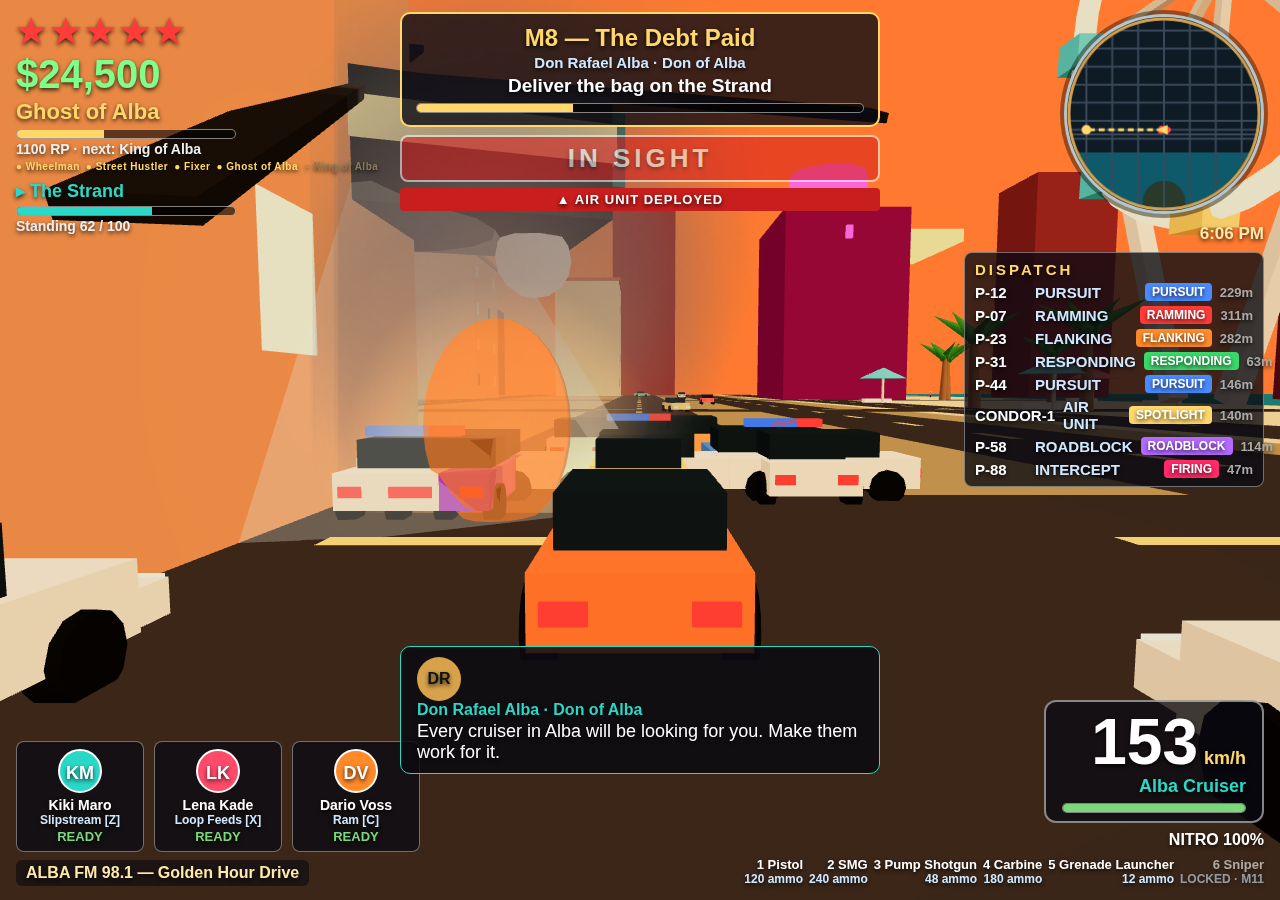 $24,500
Ghost of Alba
1100 RP · next: King of Alba
● Wheelman ● Street Hustler ● Fixer ● Ghost of Alba ○ King of Alba
▸ The Strand
Standing 62 / 100
M8 — The Debt Paid
Don Rafael Alba · Don of Alba
Deliver the bag on the Strand
IN SIGHT
▲ AIR UNIT DEPLOYED
6:06 PM
DISPATCH
P-12 PURSUIT PURSUIT 229m
P-07 RAMMING RAMMING 311m
P-23 FLANKING FLANKING 282m
P-31 RESPONDING RESPONDING 63m
P-44 PURSUIT PURSUIT 146m
CONDOR-1 AIR UNIT SPOTLIGHT 140m
P-58 ROADBLOCK ROADBLOCK 114m
P-88 INTERCEPT FIRING 47m
DR
Don Rafael Alba · Don of Alba
Every cruiser in Alba will be looking for you. Make them
work for it.
KM
Kiki Maro
Slipstream [Z]
READY
LK
Lena Kade
Loop Feeds [X]
READY
DV
Dario Voss
Ram [C]
READY
ALBA FM 98.1 — Golden Hour Drive
153 km/h
Alba Cruiser
NITRO 100%
1 Pistol 2 SMG 3 Pump Shotgun 4 Carbine 5 Grenade Launcher 6 Sniper
120 ammo 240 ammo 48 ammo 180 ammo 12 ammo LOCKED · M11